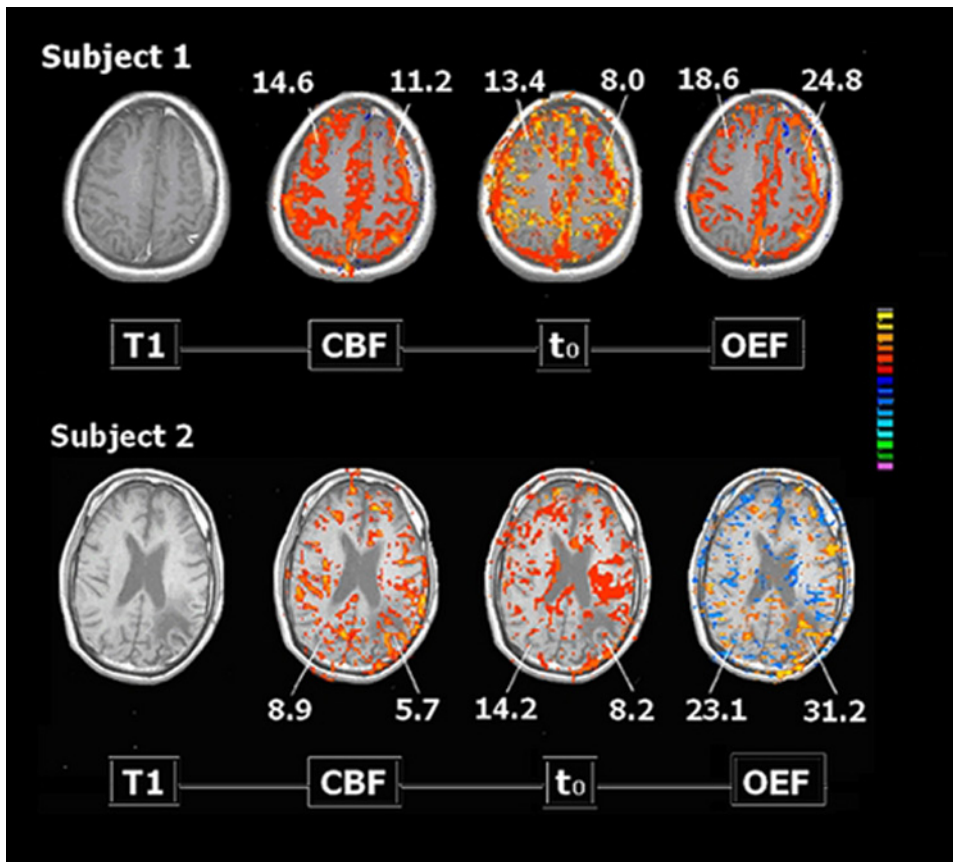 Subject 1
14.6 11.2 13.4 8.0 18.6 24.8
T1 CBF t₀ OEF
Subject 2
8.9 5.7 14.2 8.2 23.1 31.2
T1 CBF t₀ OEF